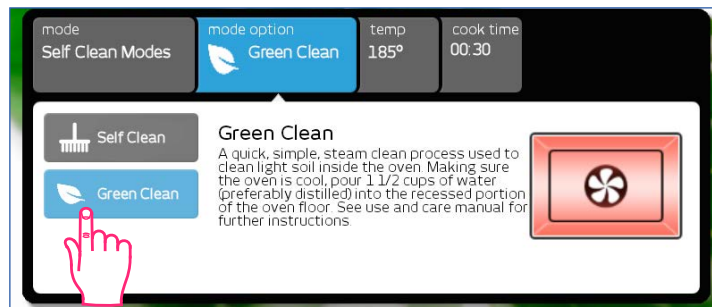 mode
Self Clean Modes
mode option
Green Clean
temp
185°
cook time
00:30
Self Clean
Green Clean
Green Clean
A quick, simple, steam clean process used to
clean light soil inside the oven. Making sure
the oven is cool, pour 1 1/2 cups of water
(preferably distilled) into the recessed portion
of the oven floor. See use and care manual for
further instructions.